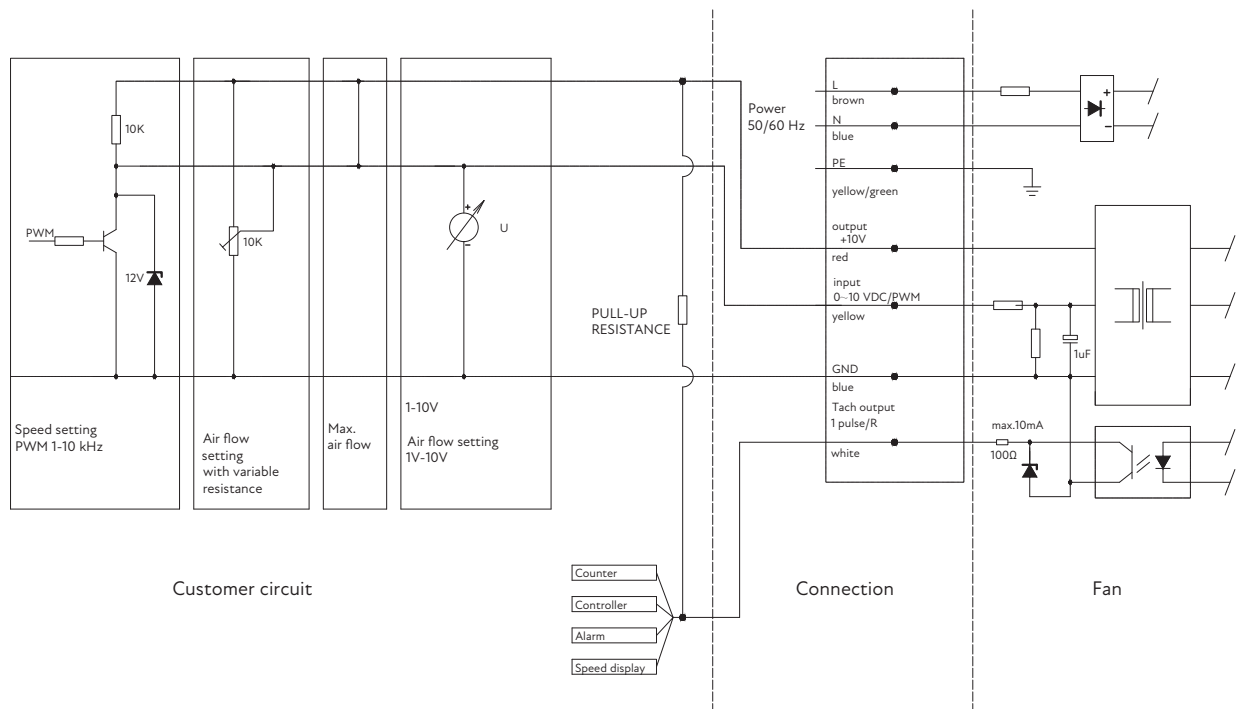 10K
PWM
12V
Speed setting
PWM 1-10 kHz
10K
Air flow
setting
with variable
resistance
Max.
air flow
+
U
−
1-10V
Air flow setting
1V-10V
PULL-UP
RESISTANCE
Customer circuit
Counter
Controller
Alarm
Speed display
Power
50/60 Hz
L
brown
N
blue
PE
yellow/green
output
+10V
red
input
0~10 VDC/PWM
yellow
GND
blue
Tach output
1 pulse/R
white
Connection
+
−
1uF
max.10mA
100Ω
Fan